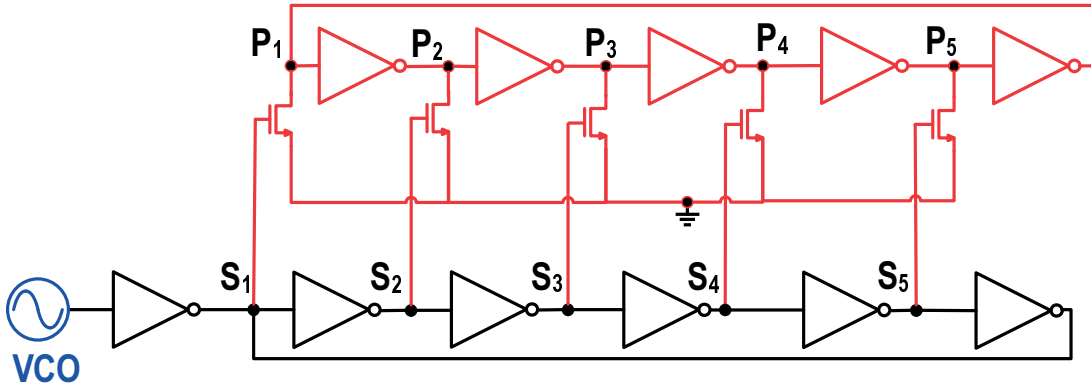 P₁ P₂ P₃ P₄ P₅
S₁ S₂ S₃ S₄ S₅
VCO